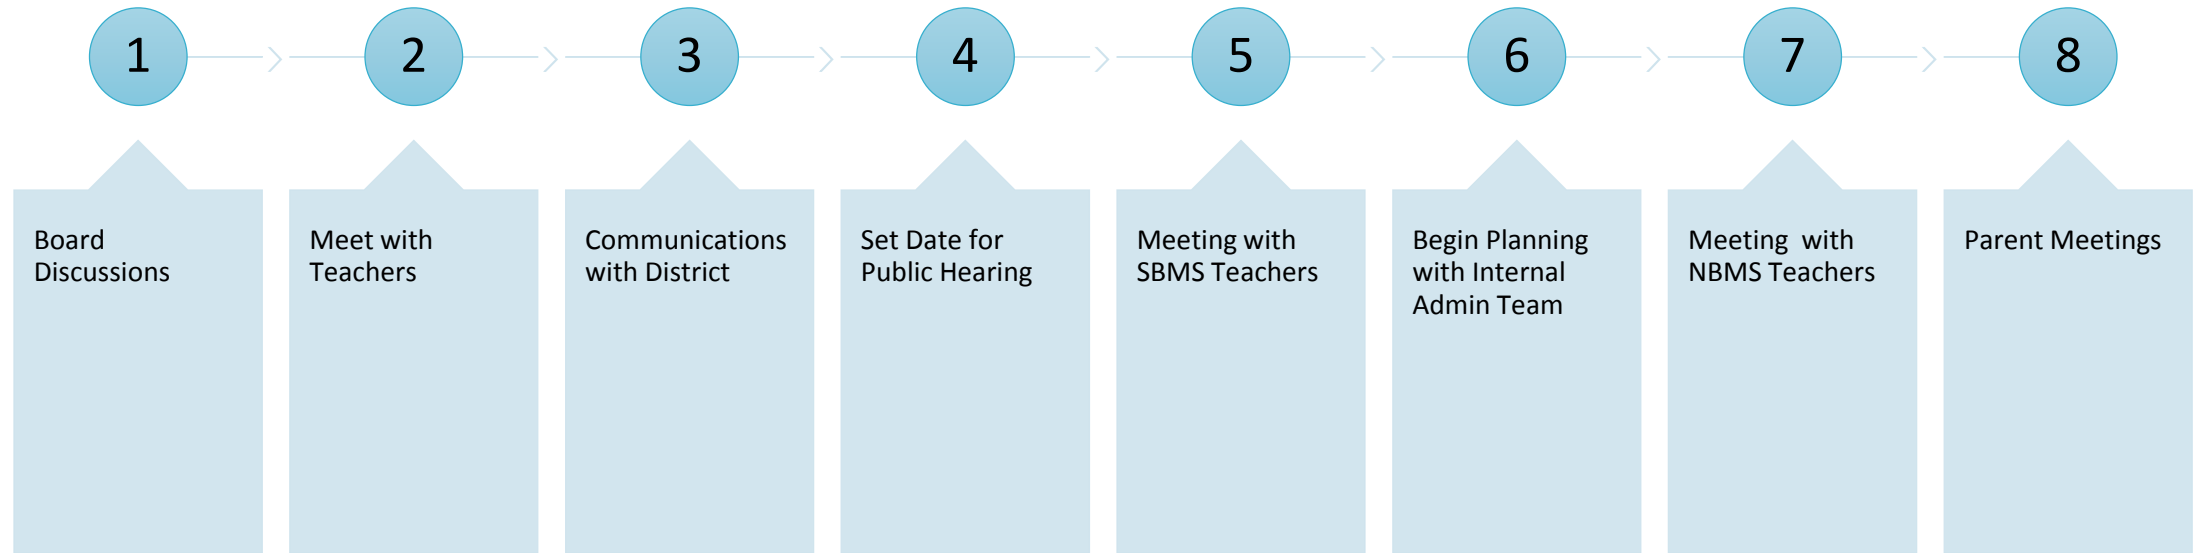 1
2
3
4
5
6
7
8
Board
Discussions
Meet with
Teachers
Communications
with District
Set Date for
Public Hearing
Meeting with
SBMS Teachers
Begin Planning
with Internal
Admin Team
Meeting  with
NBMS Teachers
Parent Meetings